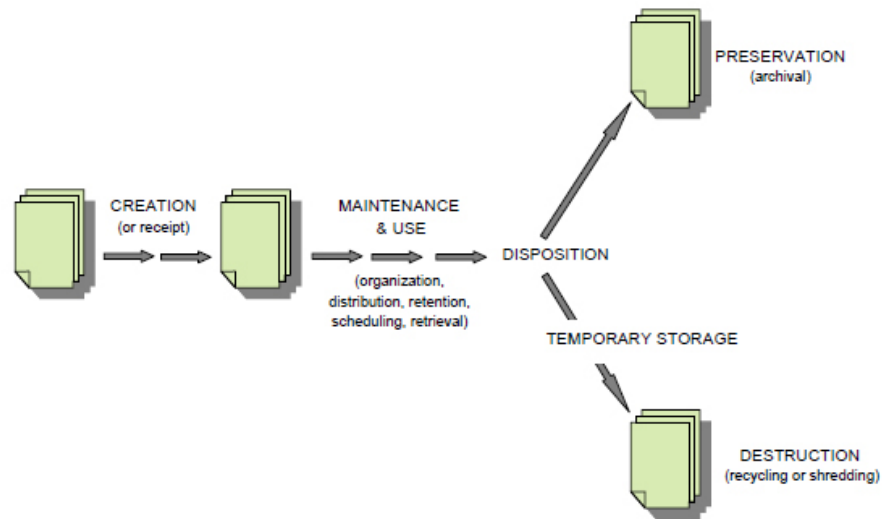 PRESERVATION
(archival)
CREATION
(or receipt)
MAINTENANCE
& USE
(organization,
distribution, retention,
scheduling, retrieval)
DISPOSITION
TEMPORARY STORAGE
DESTRUCTION
(recycling or shredding)